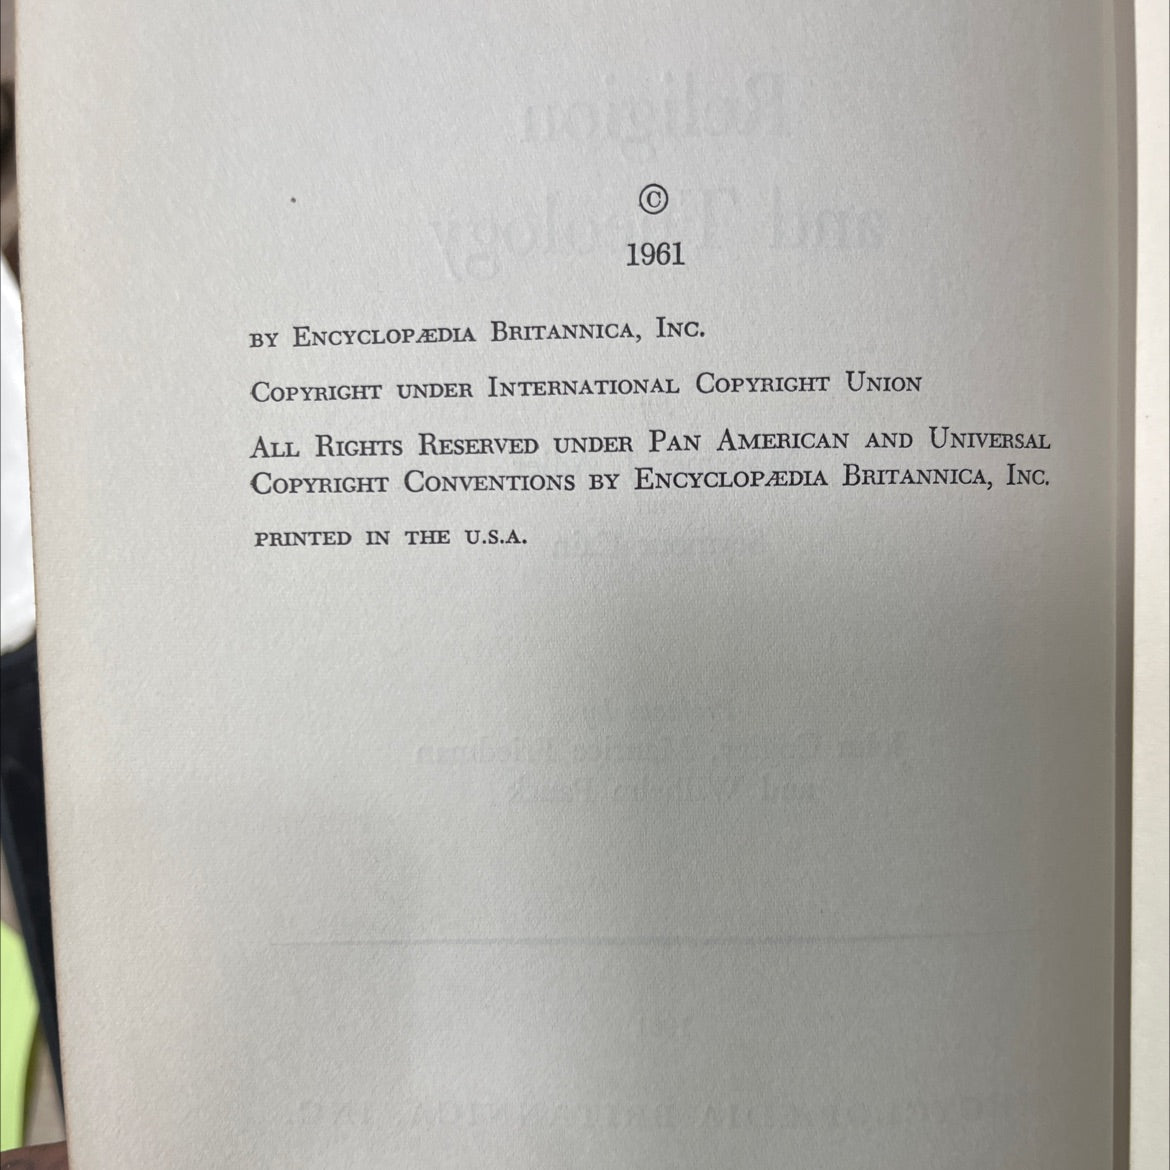 ©
1961
BY ENCYCLOPÆDIA BRITANNICA, INC.
COPYRIGHT UNDER INTERNATIONAL COPYRIGHT UNION
ALL RIGHTS RESERVED UNDER PAN AMERICAN AND UNIVERSAL
COPYRIGHT CONVENTIONS BY ENCYCLOPÆDIA BRITANNICA, INC.
PRINTED IN THE U.S.A.